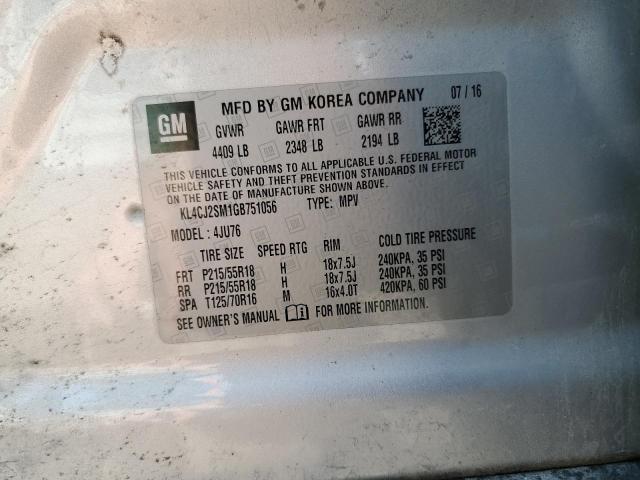 GM
MFD BY GM KOREA COMPANY 07 / 16
GVWR GAWR FRT GAWR RR
4409 LB 2348 LB 2194 LB
THIS VEHICLE CONFORMS TO ALL APPLICABLE U.S. FEDERAL MOTOR
VEHICLE SAFETY AND THEFT PREVENTION STANDARDS IN EFFECT
ON THE DATE OF MANUFACTURE SHOWN ABOVE.
KL4CJ2SM1GB751056 TYPE: MPV
MODEL : 4JU76
TIRE SIZE SPEED RTG RIM COLD TIRE PRESSURE
FRT P215/55R18 H 18x7.5J 240KPA, 35 PSI
RR P215/55R18 H 18x7.5J 240KPA, 35 PSI
SPA T125/70R16 M 16x4.0T 420KPA, 60 PSI
SEE OWNER'S MANUAL FOR MORE INFORMATION.